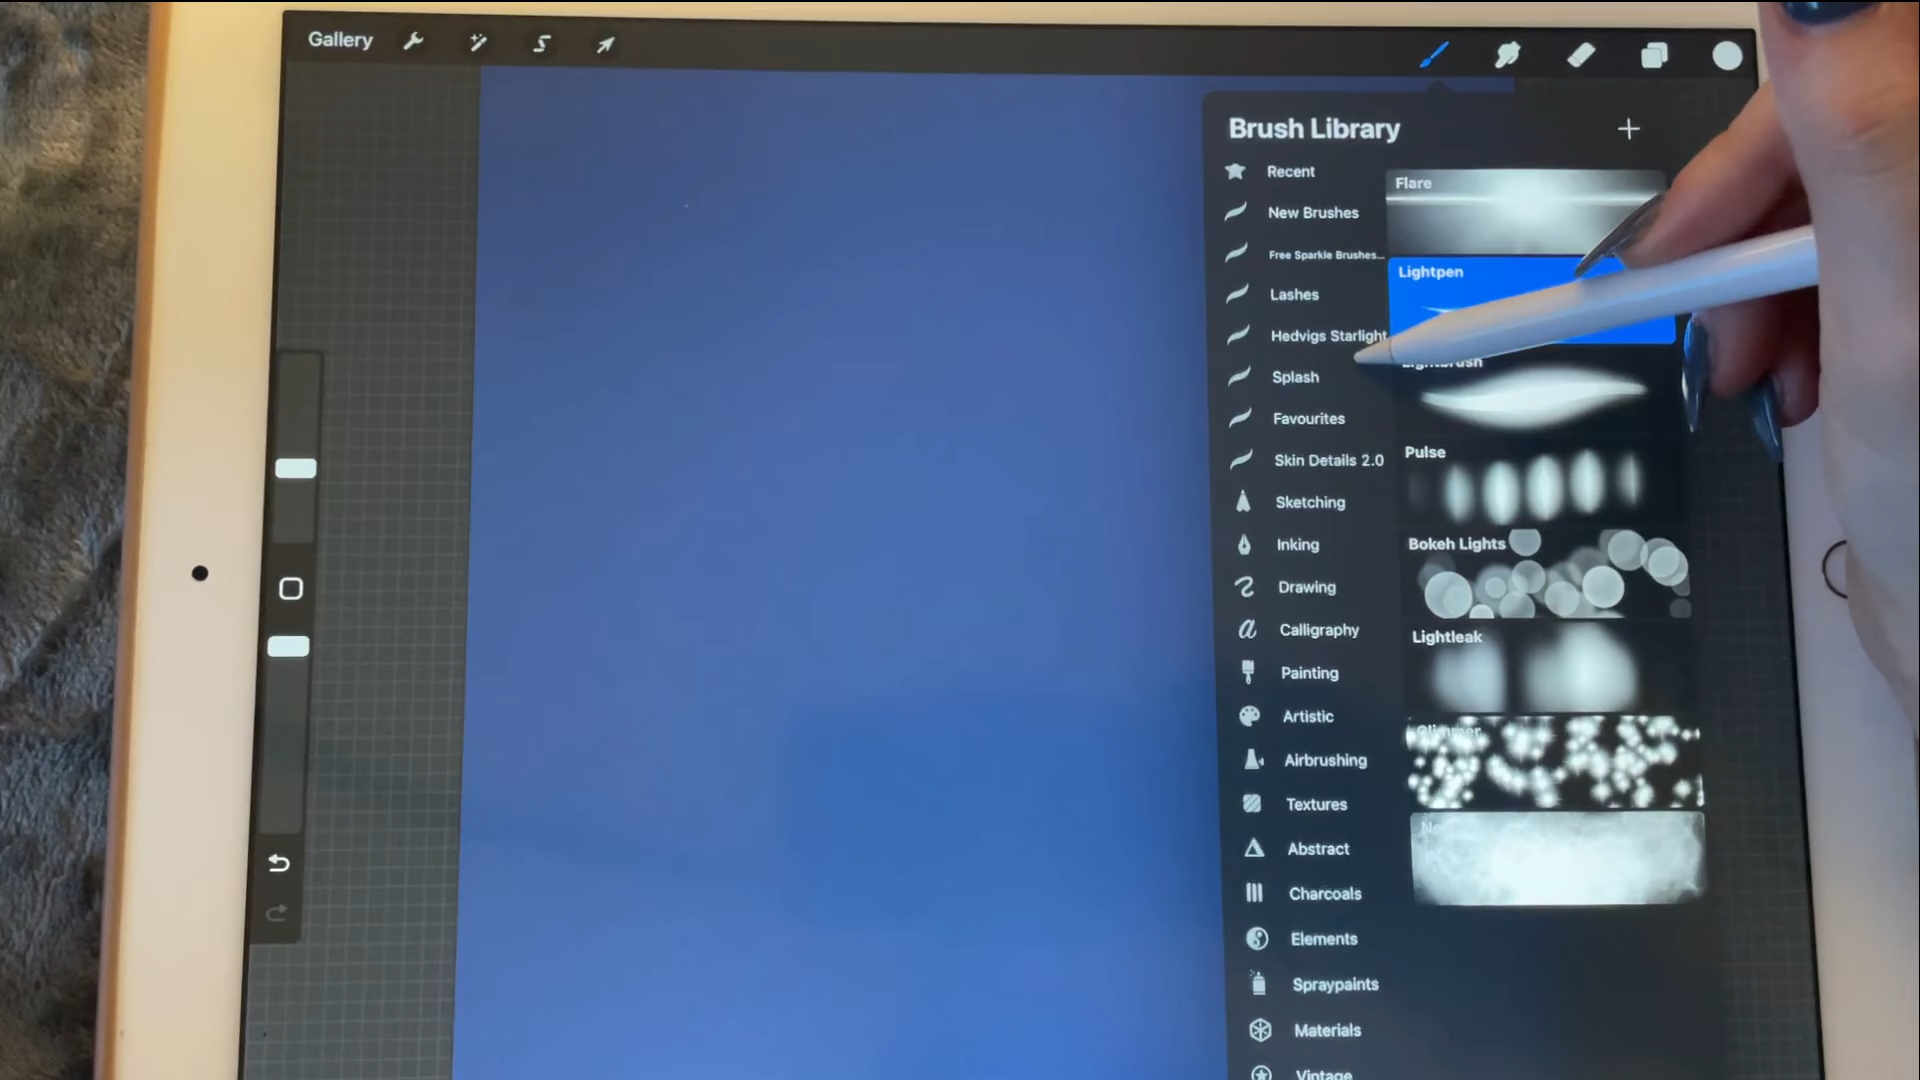 Gallery
Brush Library
Recent
New Brushes
Free Sparkle Brushes...
Lashes
Hedvigs Starlight
Splash
Favourites
Skin Details 2.0
Sketching
Inking
Drawing
Calligraphy
Painting
Artistic
Airbrushing
Textures
Abstract
Charcoals
Elements
Spraypaints
Materials
Vintage
Flare
Lightpen
Lightbrush
Pulse
Bokeh Lights
Lightleak
Glimmer